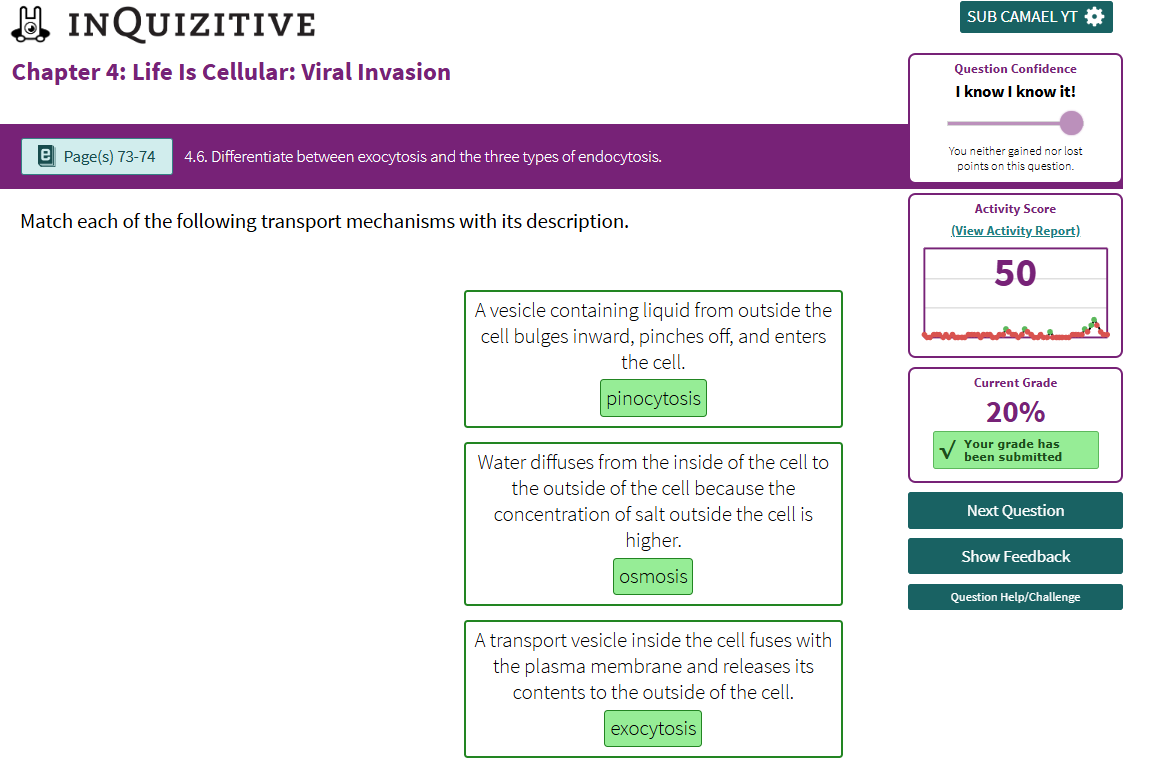 INQUIZITIVE
SUB CAMAEL YT
Chapter 4: Life Is Cellular: Viral Invasion
Question Confidence
I know I know it!
You neither gained nor lost
points on this question.
Page(s) 73-74
4.6. Differentiate between exocytosis and the three types of endocytosis.
Match each of the following transport mechanisms with its description.
A vesicle containing liquid from outside the
cell bulges inward, pinches off, and enters
the cell.
pinocytosis
Water diffuses from the inside of the cell to
the outside of the cell because the
concentration of salt outside the cell is
higher.
osmosis
A transport vesicle inside the cell fuses with
the plasma membrane and releases its
contents to the outside of the cell.
exocytosis
Activity Score
(View Activity Report)
50
Current Grade
20%
√ Your grade has
been submitted
Next Question
Show Feedback
Question Help/Challenge